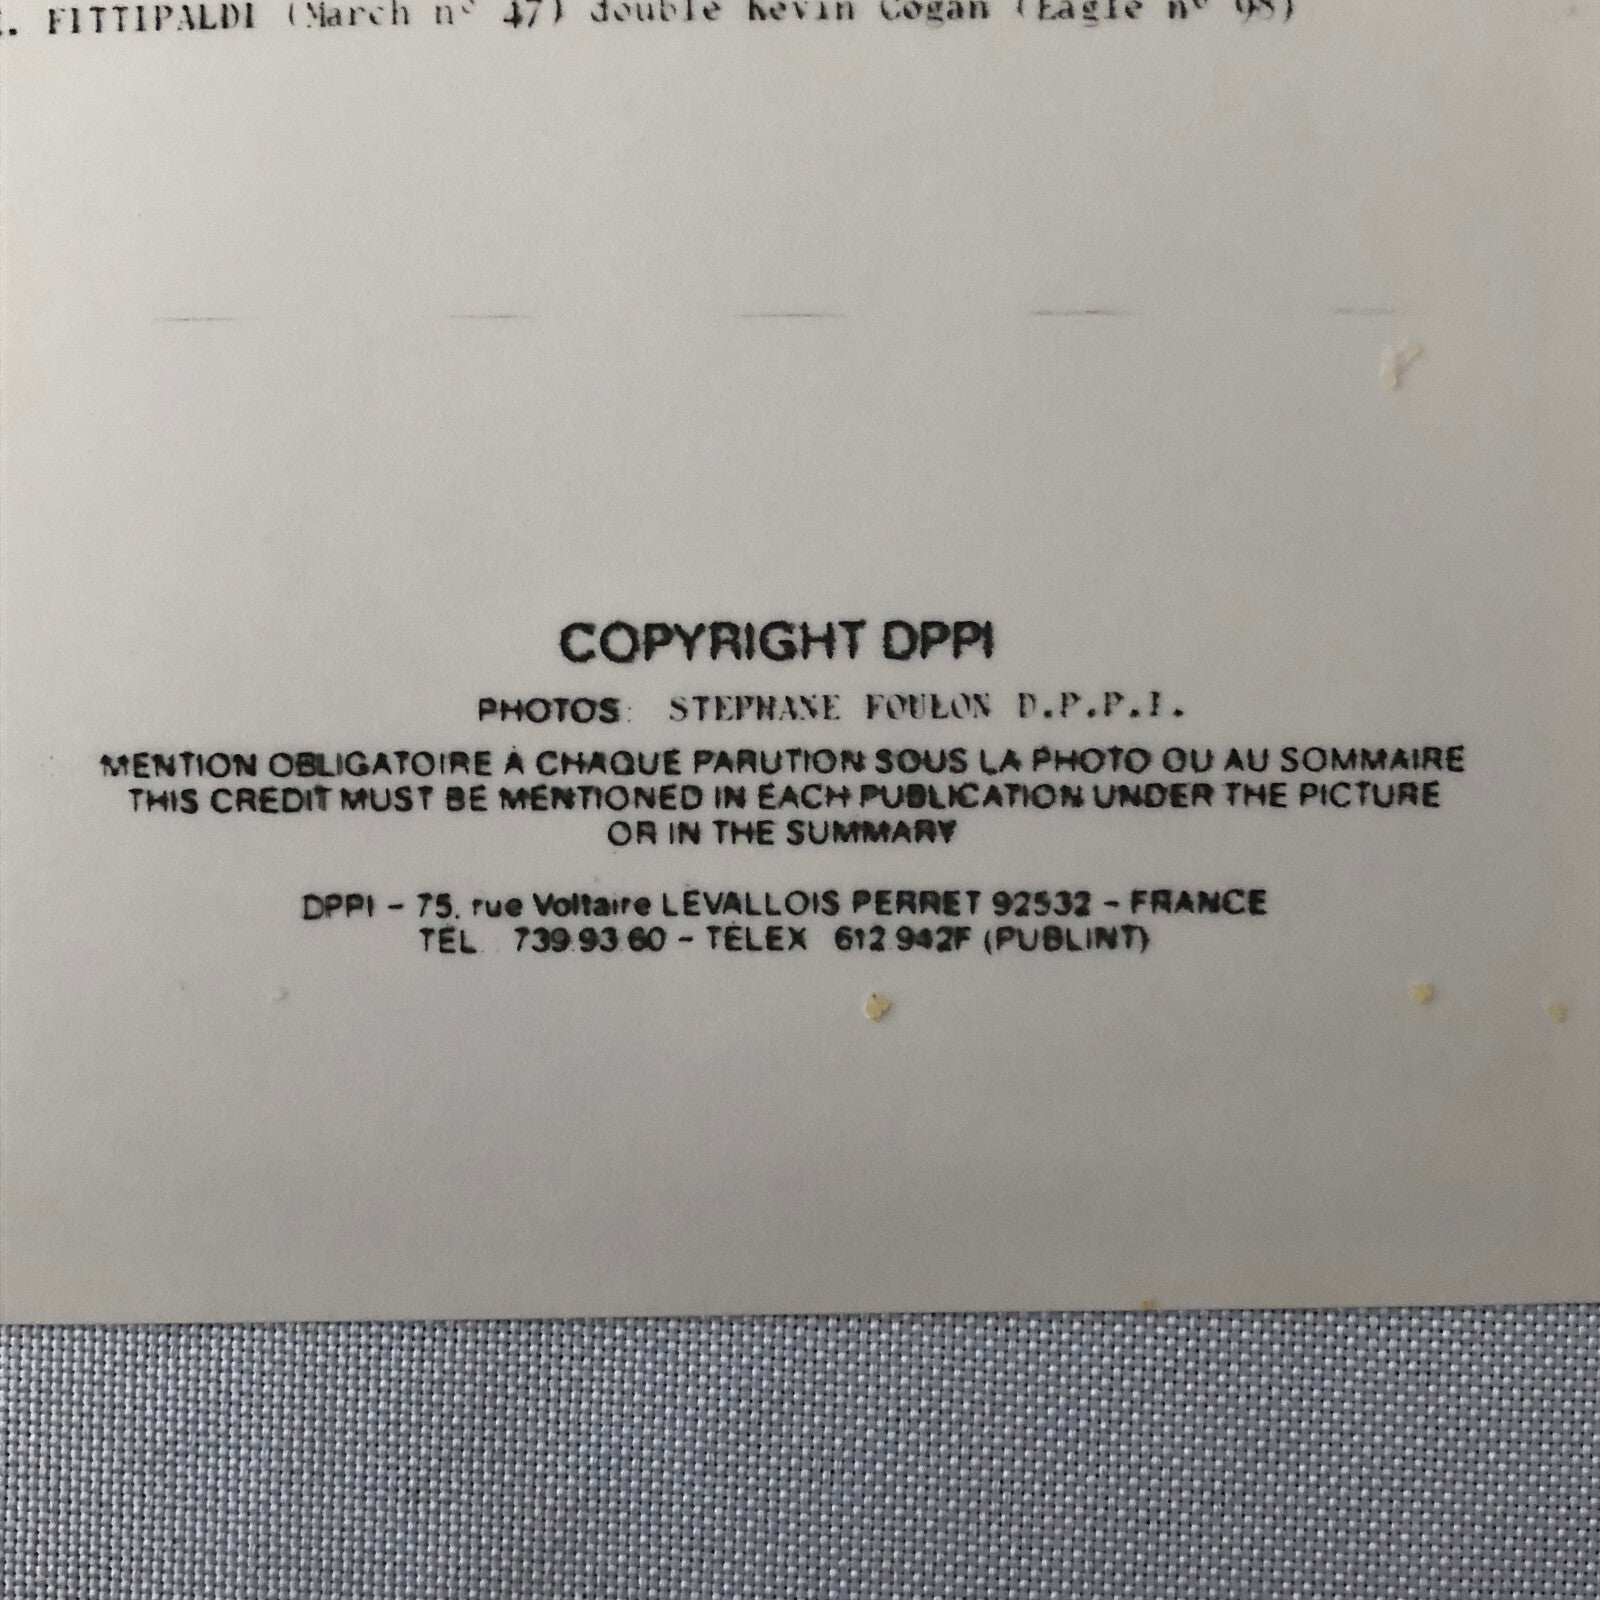 . FITTIPALDI (March n° 47) double Kevin Cogan (Eagle n° 98)
COPYRIGHT DPPI
PHOTOS: STEPHANE FOULON D.P.P.I.
MENTION OBLIGATOIRE À CHAQUE PARUTION SOUS LA PHOTO OU AU SOMMAIRE
THIS CREDIT MUST BE MENTIONED IN EACH PUBLICATION UNDER THE PICTURE
OR IN THE SUMMARY
DPPI - 75, rue Voltaire LEVALLOIS PERRET 92532 - FRANCE
TÉL. 739.93.60 - TÉLEX 612.942F (PUBLINT)